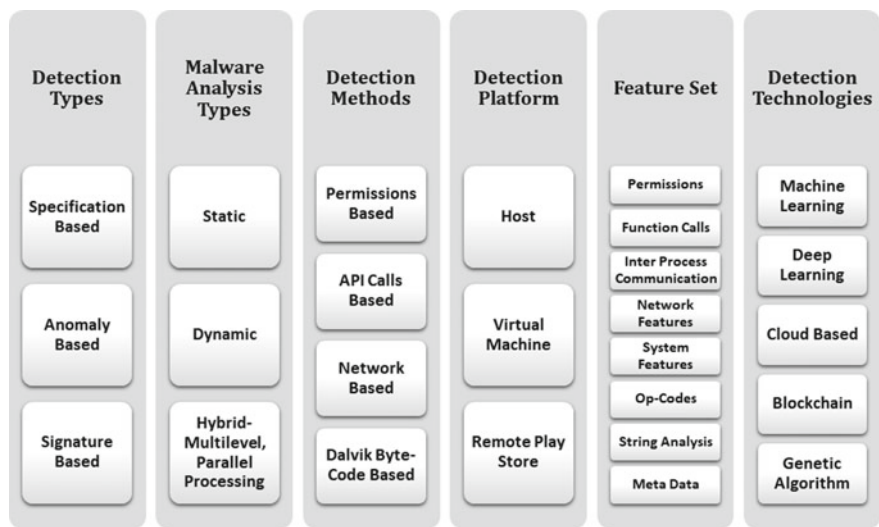 Detection
Types
Specification
Based
Anomaly
Based
Signature
Based
Malware
Analysis
Types
Static
Dynamic
Hybrid-
Multilevel,
Parallel
Processing
Detection
Methods
Permissions
Based
API Calls
Based
Network
Based
Dalvik Byte-
Code Based
Detection
Platform
Host
Virtual
Machine
Remote Play
Store
Feature Set
Permissions
Function Calls
Inter Process
Communication
Network
Features
System
Features
Op-Codes
String Analysis
Meta Data
Detection
Technologies
Machine
Learning
Deep
Learning
Cloud Based
Blockchain
Genetic
Algorithm